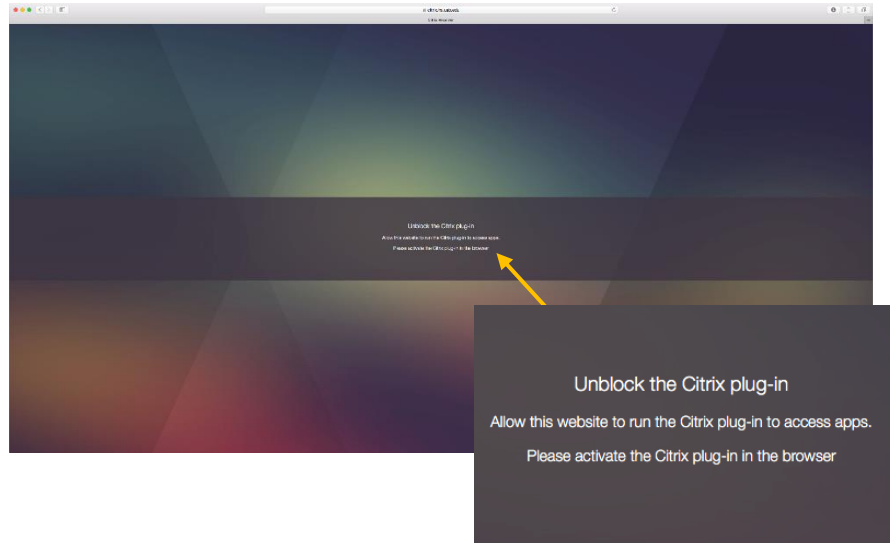 Unblock the Citrix plug-in
Allow this website to run the Citrix plug-in to access apps.
Please activate the Citrix plug-in in the browser
Unblock the Citrix plug-in
Allow this website to run the Citrix plug-in to access apps.
Please activate the Citrix plug-in in the browser